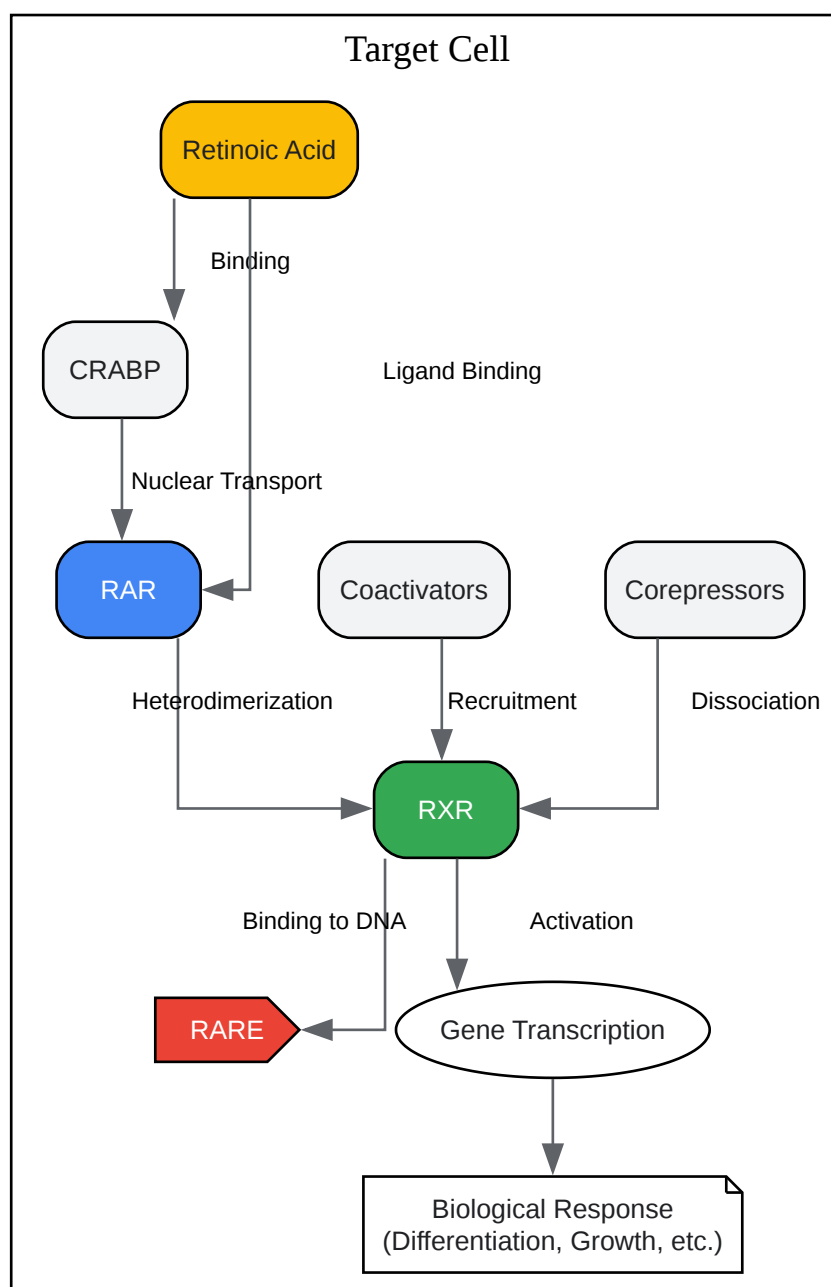 Target Cell
Retinoic Acid
Binding
CRABP
Ligand Binding
Nuclear Transport
RAR
Coactivators
Corepressors
Heterodimerization
Recruitment
Dissociation
RXR
Binding to DNA
Activation
RARE
Gene Transcription
Biological Response
(Differentiation, Growth, etc.)